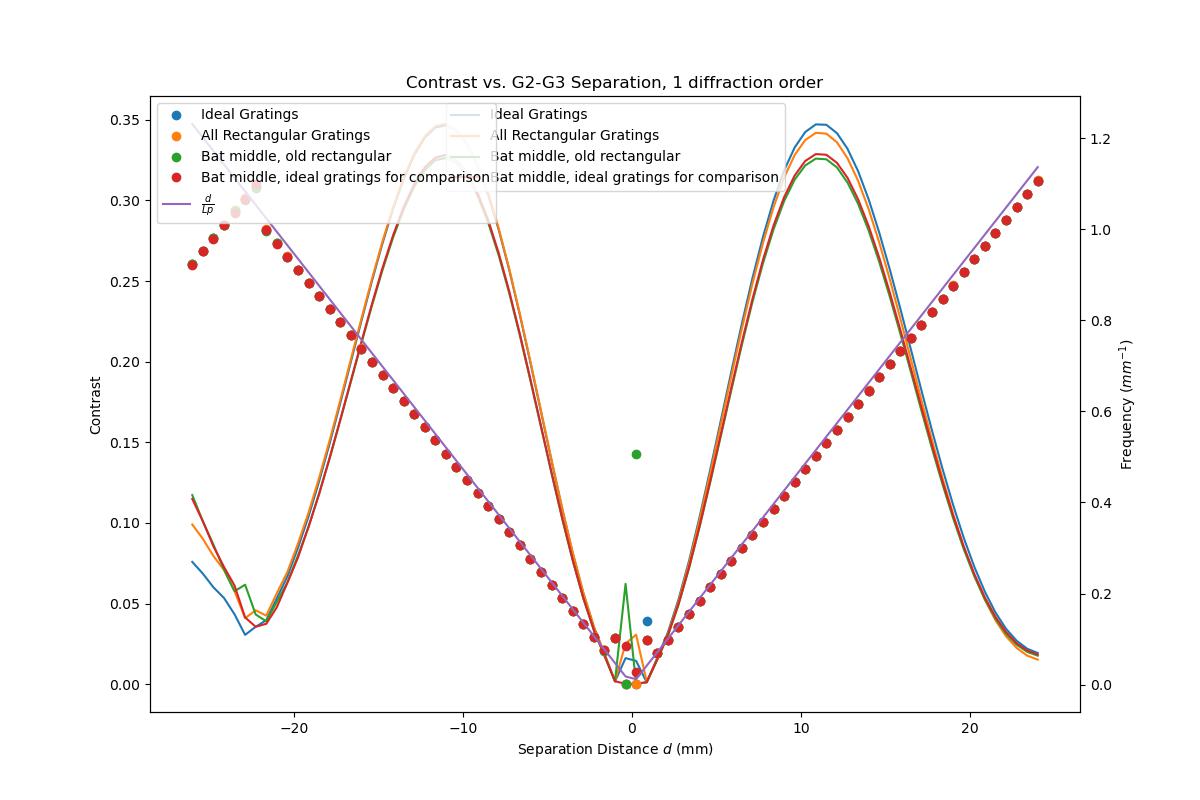 Contrast vs. G2-G3 Separation, 1 diffraction order
Ideal Gratings
All Rectangular Gratings
Bat middle, old rectangular
Bat middle, ideal gratings for comparison
d/Lp
Ideal Gratings
All Rectangular Gratings
Bat middle, old rectangular
Bat middle, ideal gratings for comparison
Contrast
0.35
0.30
0.25
0.20
0.15
0.10
0.05
0.00
1.2
1.0
0.8
0.6
0.4
0.2
0.0
Frequency (mm⁻¹)
−20
−10
0
10
20
Separation Distance d (mm)